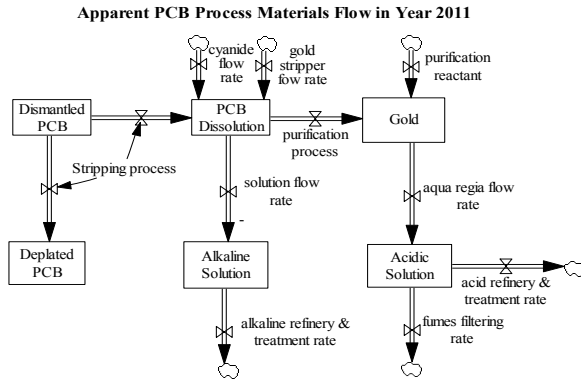 Apparent PCB Process Materials Flow in Year 2011
cyanide flow
rate
gold
stripper
fow rate
purification
reactant
Dismantled
PCB
PCB
Dissolution
Gold
purification
process
Stripping process
solution flow
rate
aqua regia flow
rate
-
Deplated
PCB
Alkaline
Solution
Acidic
Solution
acid refinery &
treatment rate
alkaline refinery &
treatment rate
fumes filtering
rate